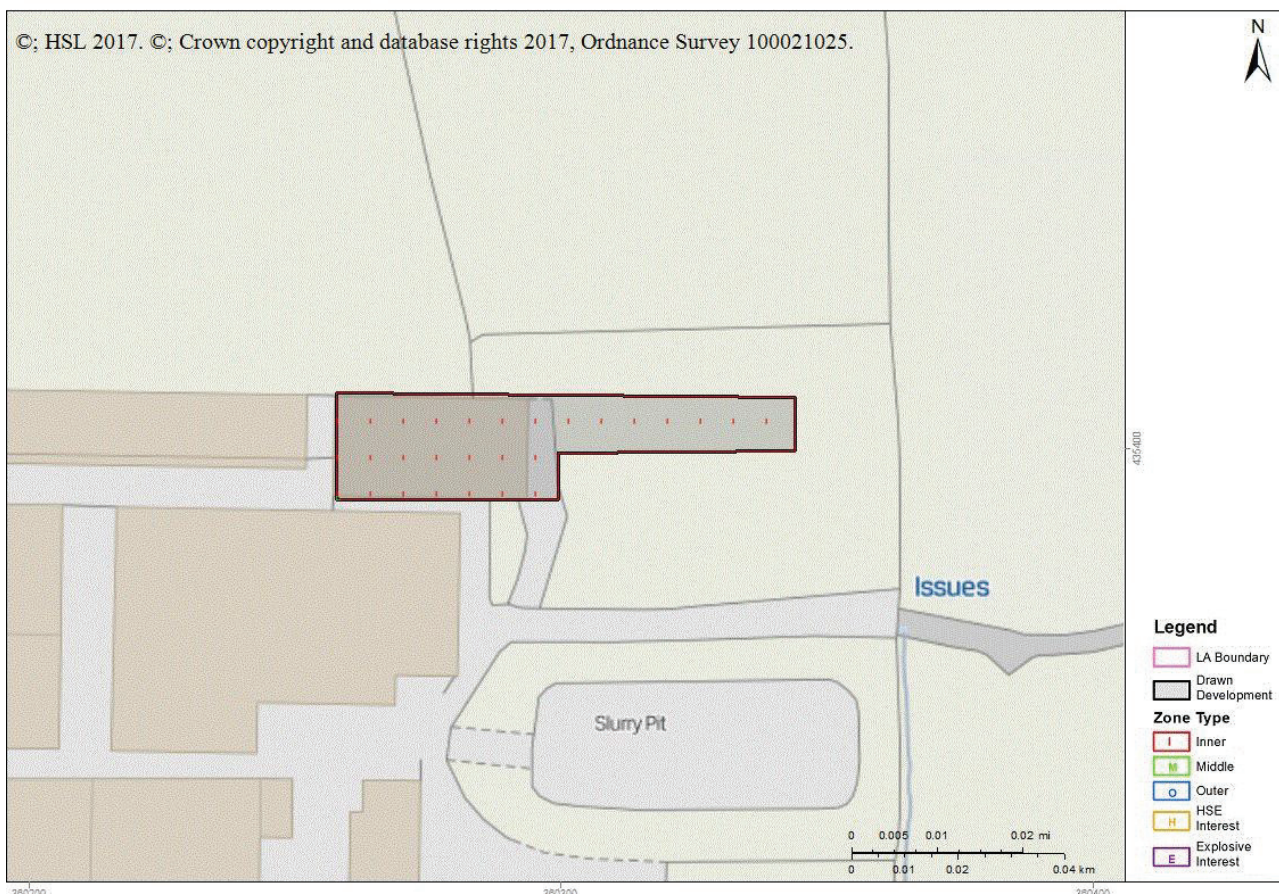 ©; HSL 2017. ©; Crown copyright and database rights 2017, Ordnance Survey 100021025.
N
435400
Issues
Slurry Pit
Legend
LA Boundary
Drawn
Development
Zone Type
I Inner
M Middle
O Outer
H HSE
Interest
E Explosive
Interest
0 0.005 0.01 0.02 mi
0 0.01 0.02 0.04 km